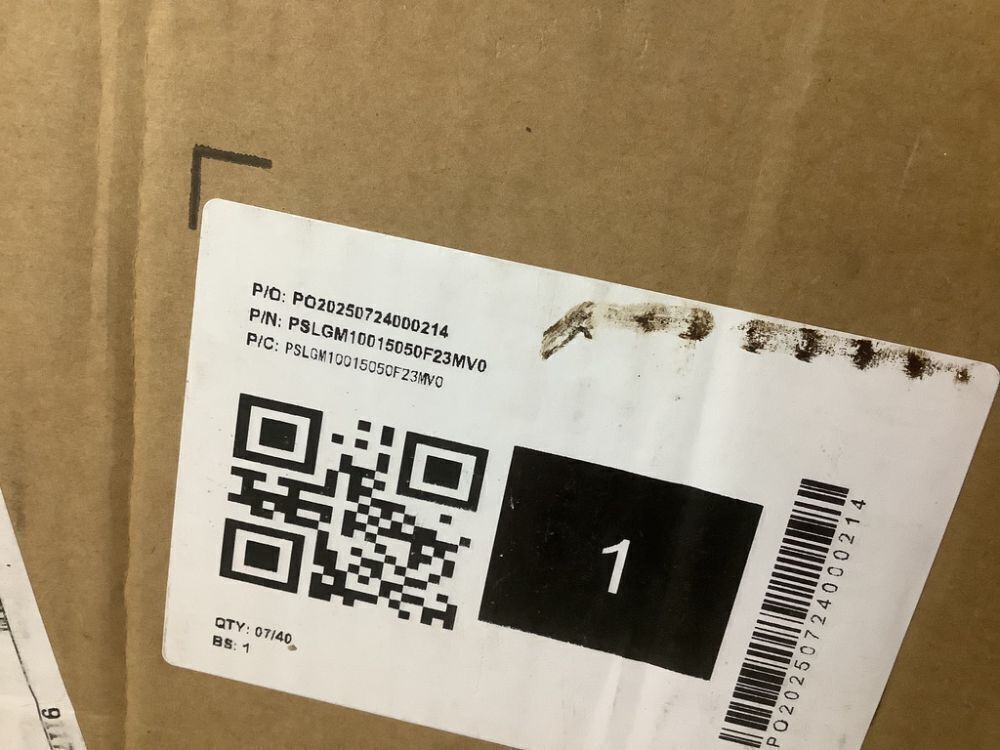 P/O: PO20250724000214
P/N: PSLGM10015050F23MV0
P/C: PSLGM10015050F23MV0
1
PO20250724000214
QTY: 07/40
BS: 1